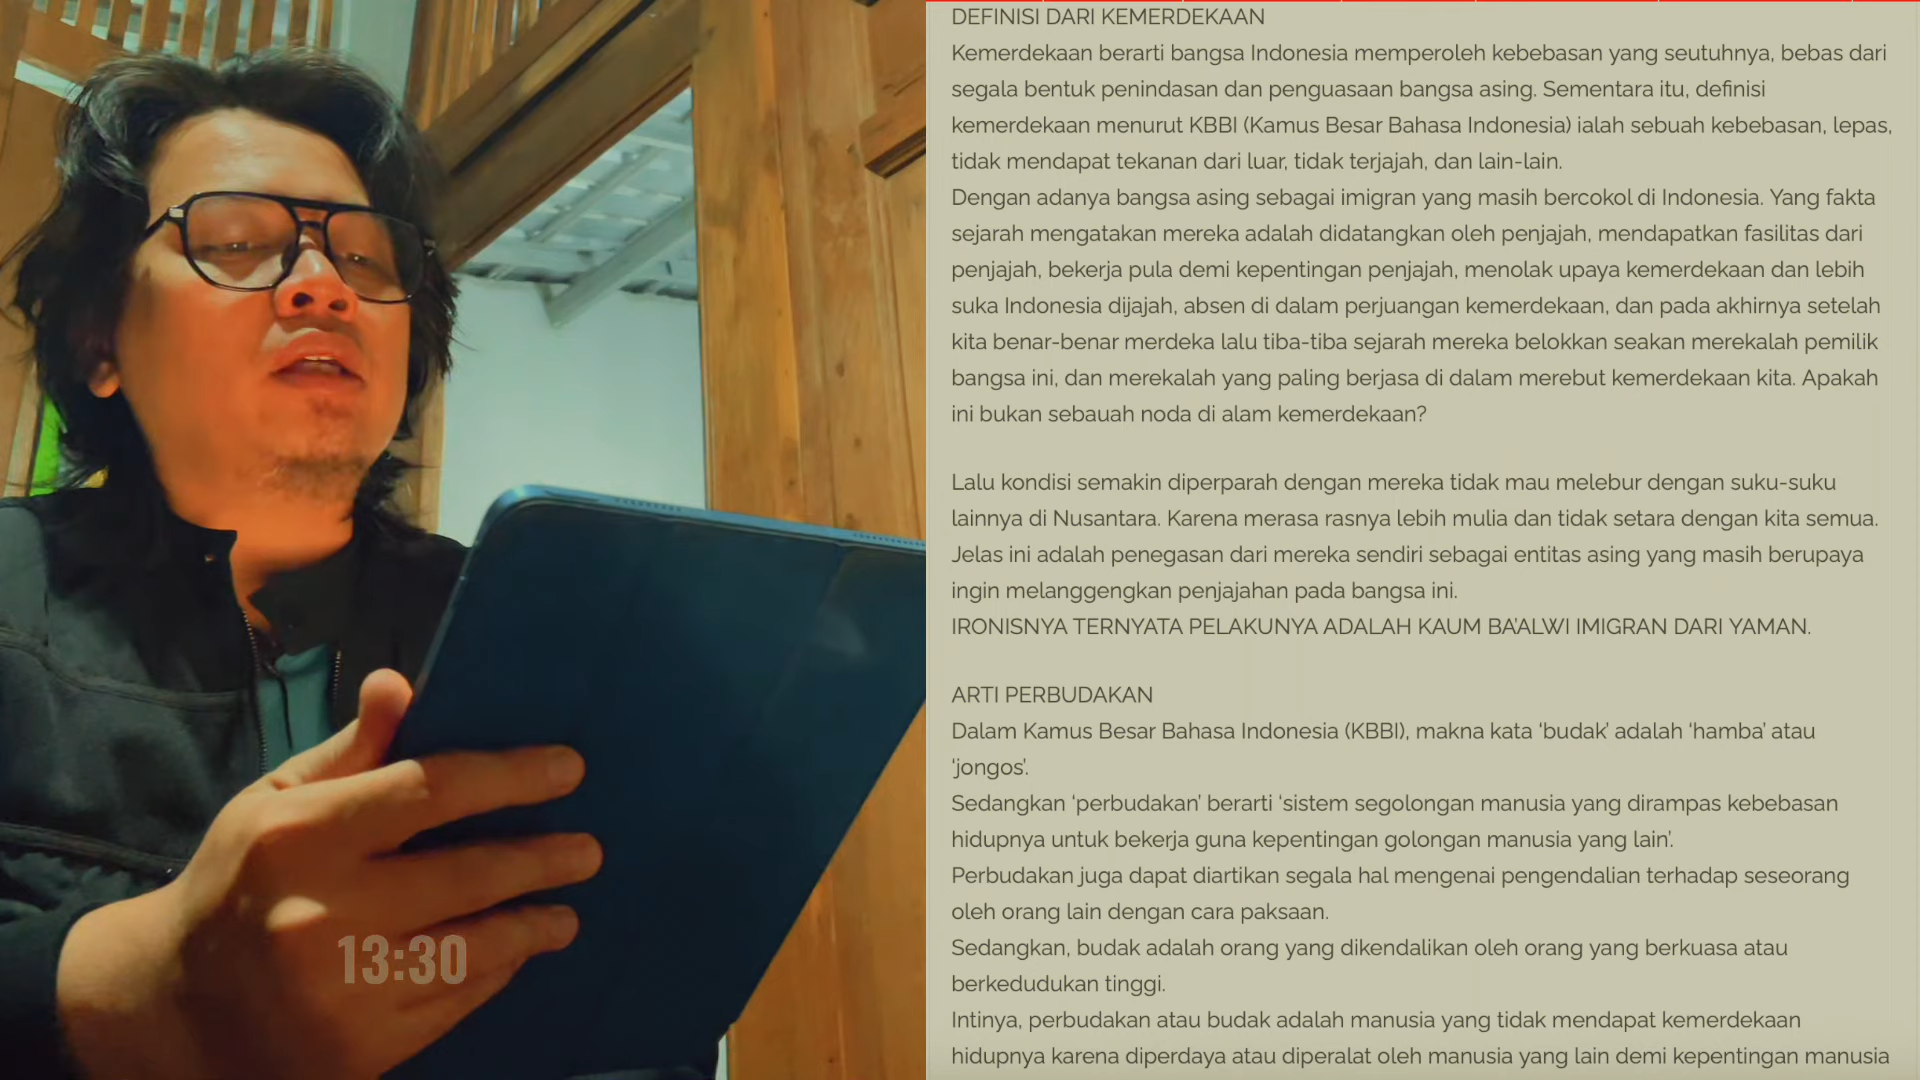 DEFINISI DARI KEMERDEKAAN
Kemerdekaan berarti bangsa Indonesia memperoleh kebebasan yang seutuhnya, bebas dari
segala bentuk penindasan dan penguasaan bangsa asing. Sementara itu, definisi
kemerdekaan menurut KBBI (Kamus Besar Bahasa Indonesia) ialah sebuah kebebasan, lepas,
tidak mendapat tekanan dari luar, tidak terjajah, dan lain-lain.
Dengan adanya bangsa asing sebagai imigran yang masih bercokol di Indonesia. Yang fakta
sejarah mengatakan mereka adalah didatangkan oleh penjajah, mendapatkan fasilitas dari
penjajah, bekerja pula demi kepentingan penjajah, menolak upaya kemerdekaan dan lebih
suka Indonesia dijajah, absen di dalam perjuangan kemerdekaan, dan pada akhirnya setelah
kita benar-benar merdeka lalu tiba-tiba sejarah mereka belokkan seakan merekalah pemilik
bangsa ini, dan merekalah yang paling berjasa di dalam merebut kemerdekaan kita. Apakah
ini bukan sebauah noda di alam kemerdekaan?
Lalu kondisi semakin diperparah dengan mereka tidak mau melebur dengan suku-suku
lainnya di Nusantara. Karena merasa rasnya lebih mulia dan tidak setara dengan kita semua.
Jelas ini adalah penegasan dari mereka sendiri sebagai entitas asing yang masih berupaya
ingin melanggengkan penjajahan pada bangsa ini.
IRONISNYA TERNYATA PELAKUNYA ADALAH KAUM BA'ALWI IMIGRAN DARI YAMAN.
ARTI PERBUDAKAN
Dalam Kamus Besar Bahasa Indonesia (KBBI), makna kata ‘budak’ adalah ‘hamba’ atau
‘jongos’.
Sedangkan ‘perbudakan’ berarti ‘sistem segolongan manusia yang dirampas kebebasan
hidupnya untuk bekerja guna kepentingan golongan manusia yang lain’.
Perbudakan juga dapat diartikan segala hal mengenai pengendalian terhadap seseorang
oleh orang lain dengan cara paksaan.
Sedangkan, budak adalah orang yang dikendalikan oleh orang yang berkuasa atau
berkedudukan tinggi.
Intinya, perbudakan atau budak adalah manusia yang tidak mendapat kemerdekaan
hidupnya karena diperdaya atau diperalat oleh manusia yang lain demi kepentingan manusia
13:30